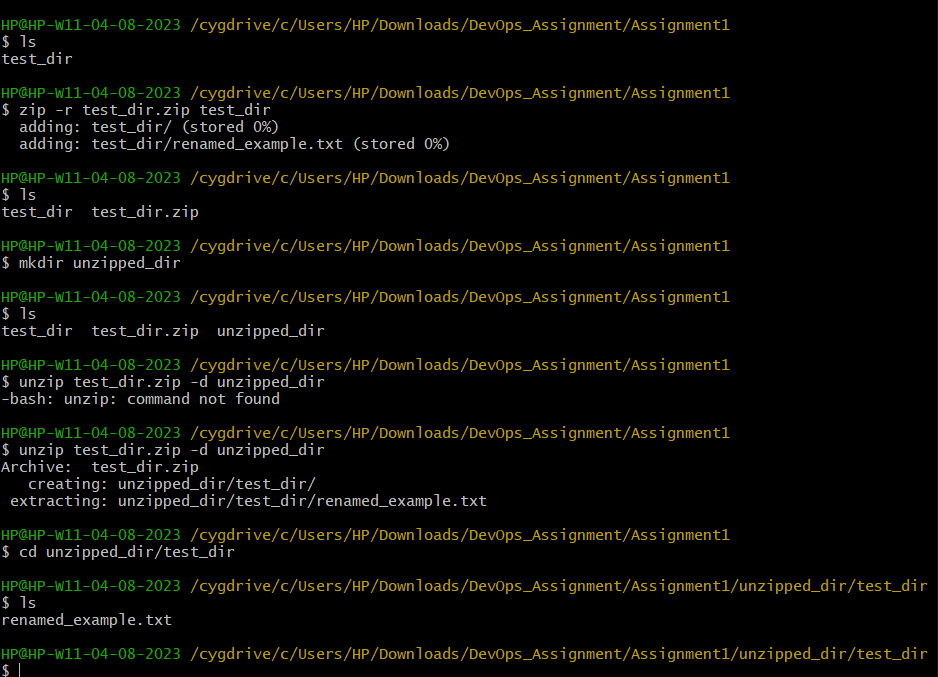 HP@HP-W11-04-08-2023 /cygdrive/c/Users/HP/Downloads/DevOps_Assignment/Assignment1
$ ls
test_dir
HP@HP-W11-04-08-2023 /cygdrive/c/Users/HP/Downloads/DevOps_Assignment/Assignment1
$ zip -r test_dir.zip test_dir
  adding: test_dir/ (stored 0%)
  adding: test_dir/renamed_example.txt (stored 0%)
HP@HP-W11-04-08-2023 /cygdrive/c/Users/HP/Downloads/DevOps_Assignment/Assignment1
$ ls
test_dir  test_dir.zip
HP@HP-W11-04-08-2023 /cygdrive/c/Users/HP/Downloads/DevOps_Assignment/Assignment1
$ mkdir unzipped_dir
HP@HP-W11-04-08-2023 /cygdrive/c/Users/HP/Downloads/DevOps_Assignment/Assignment1
$ ls
test_dir  test_dir.zip  unzipped_dir
HP@HP-W11-04-08-2023 /cygdrive/c/Users/HP/Downloads/DevOps_Assignment/Assignment1
$ unzip test_dir.zip -d unzipped_dir
-bash: unzip: command not found
HP@HP-W11-04-08-2023 /cygdrive/c/Users/HP/Downloads/DevOps_Assignment/Assignment1
$ unzip test_dir.zip -d unzipped_dir
Archive:  test_dir.zip
   creating: unzipped_dir/test_dir/
 extracting: unzipped_dir/test_dir/renamed_example.txt
HP@HP-W11-04-08-2023 /cygdrive/c/Users/HP/Downloads/DevOps_Assignment/Assignment1
$ cd unzipped_dir/test_dir
HP@HP-W11-04-08-2023 /cygdrive/c/Users/HP/Downloads/DevOps_Assignment/Assignment1/unzipped_dir/test_dir
$ ls
renamed_example.txt
HP@HP-W11-04-08-2023 /cygdrive/c/Users/HP/Downloads/DevOps_Assignment/Assignment1/unzipped_dir/test_dir
$